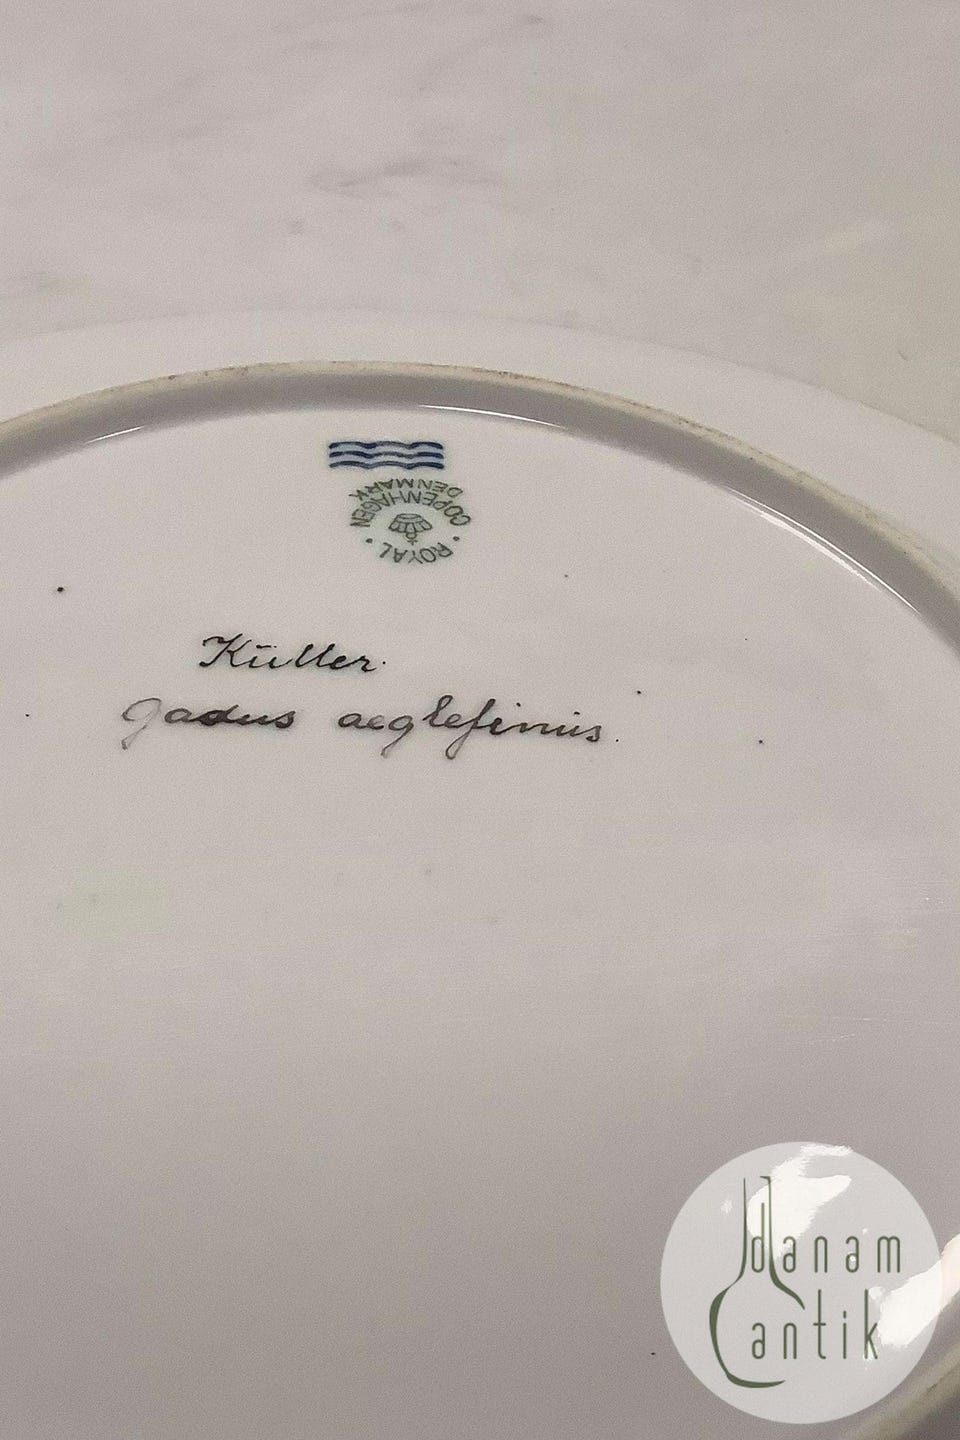 ROYAL
COPENHAGEN
DENMARK
Kuller.
Gadus aeglefinus.
danam
antik